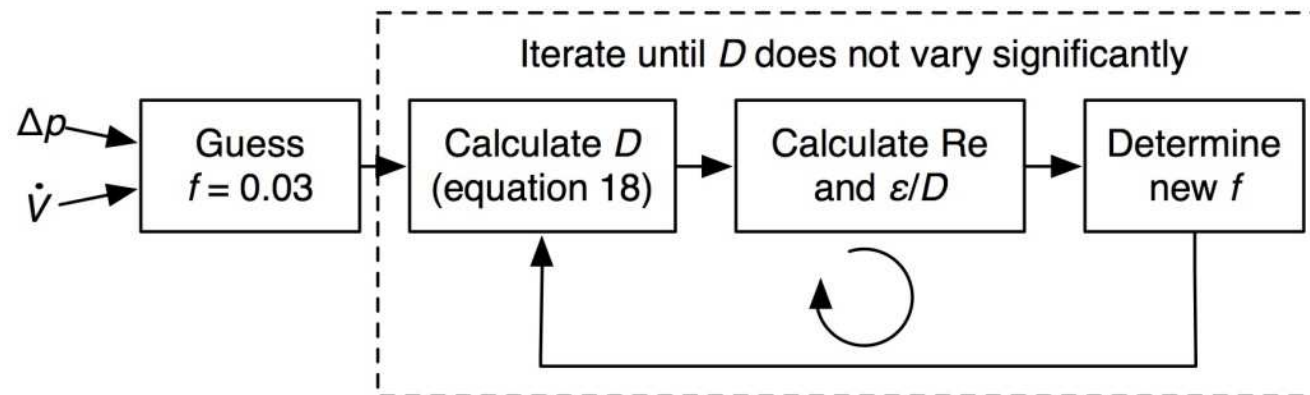 Iterate until D does not vary significantly
Δp
V̇
Guess
f = 0.03
Calculate D
(equation 18)
Calculate Re
and ε/D
Determine
new f